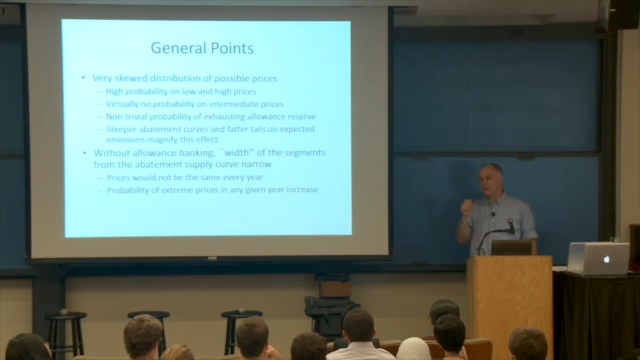 General Points
• Very skewed distribution of possible prices
– High probability on low and high prices
– Virtually no probability on intermediate prices
– Non-trivial probability of exhausting allowance reserve
– Steeper abatement curves and fatter tails on expected
emissions magnify this effect
• Without allowance banking, ``width'' of the segments
from the abatement supply curve narrow
– Prices would not be the same every year
– Probability of extreme prices in any given year increase